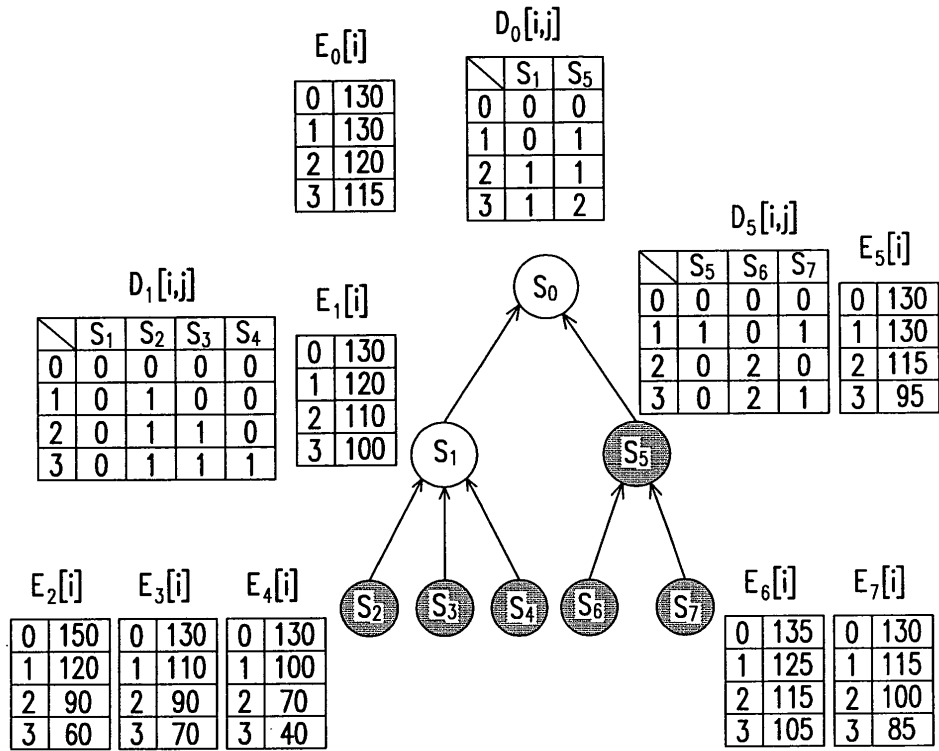 E₀[i]
0 130
1 130
2 120
3 115
D₀[i,j]
S₁ S₅
0 0 0
1 0 1
2 1 1
3 1 2
D₁[i,j]
S₁ S₂ S₃ S₄
0 0 0 0 0
1 0 1 0 0
2 0 1 1 0
3 0 1 1 1
E₁[i]
0 130
1 120
2 110
3 100
D₅[i,j]
S₅ S₆ S₇
0 0 0 0
1 1 0 1
2 0 2 0
3 0 2 1
E₅[i]
0 130
1 130
2 115
3 95
S₀
S₁
S₅
S₂
S₃
S₄
S₆
S₇
E₂[i]
0 150
1 120
2 90
3 60
E₃[i]
0 130
1 110
2 90
3 70
E₄[i]
0 130
1 100
2 70
3 40
E₆[i]
0 135
1 125
2 115
3 105
E₇[i]
0 130
1 115
2 100
3 85